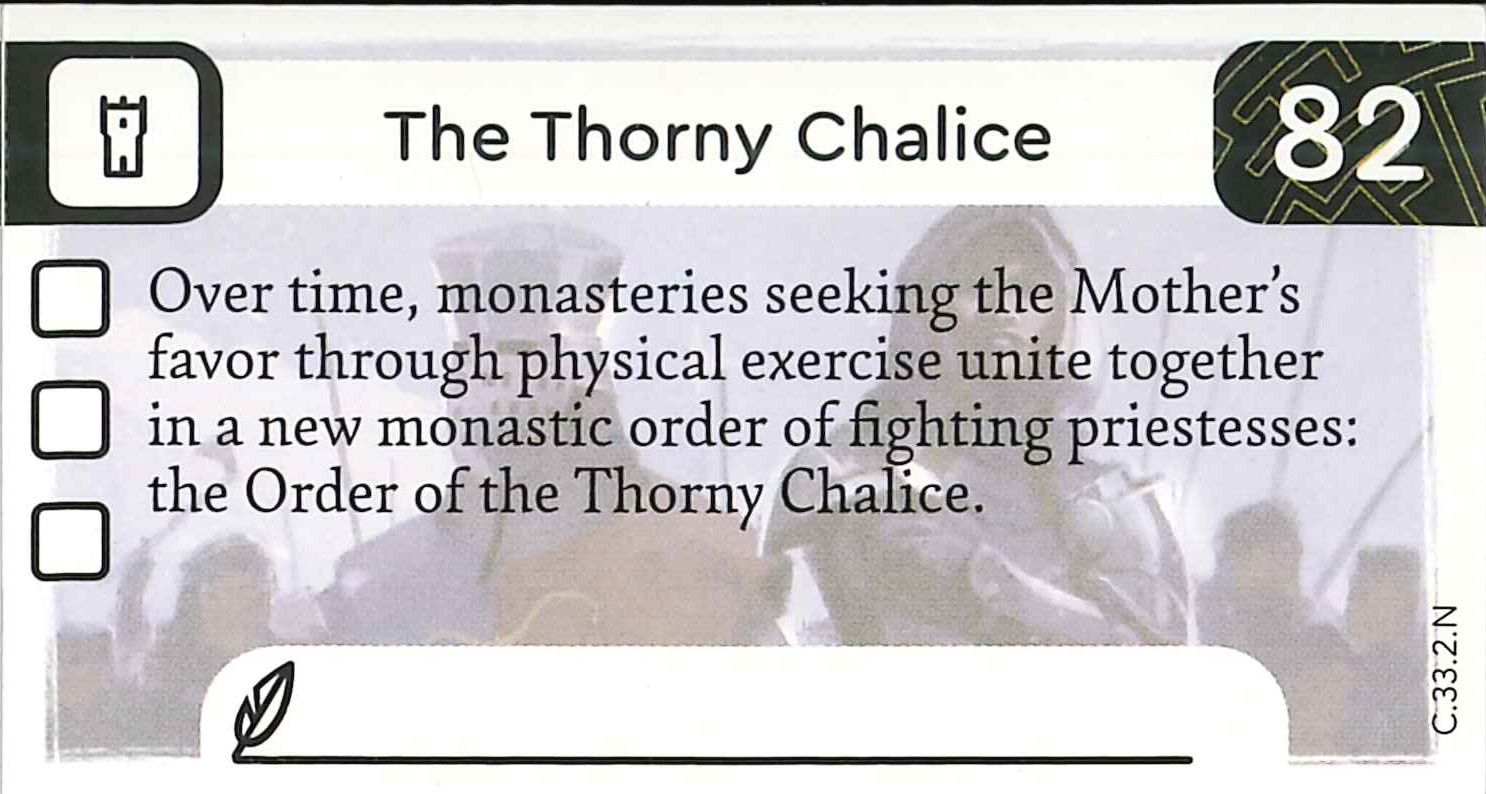 The Thorny Chalice
82
Over time, monasteries seeking the Mother's
favor through physical exercise unite together
in a new monastic order of fighting priestesses:
the Order of the Thorny Chalice.
C.33.2.N